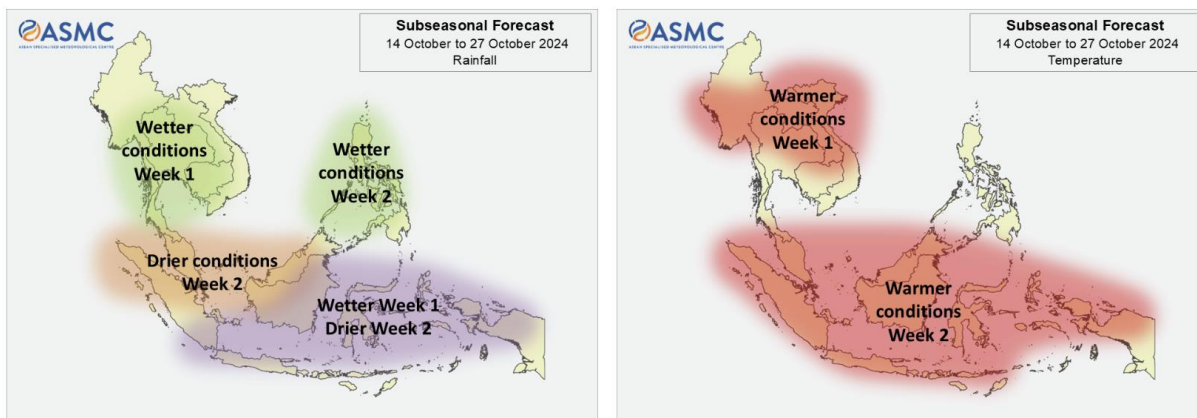 ASMC
ASEAN SPECIALISED METEOROLOGICAL CENTRE
Subseasonal Forecast
14 October to 27 October 2024
Rainfall
Wetter
conditions
Week 1
Wetter
conditions
Week 2
Drier conditions
Week 2
Wetter Week 1
Drier Week 2
ASMC
ASEAN SPECIALISED METEOROLOGICAL CENTRE
Subseasonal Forecast
14 October to 27 October 2024
Temperature
Warmer
conditions
Week 1
Warmer
conditions
Week 2